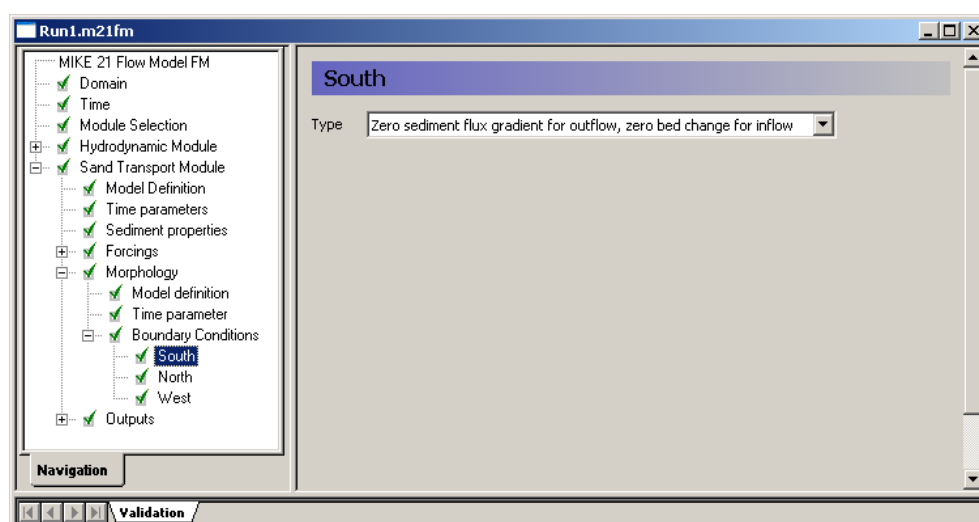 Run1.m21fm
MIKE 21 Flow Model FM
Domain
Time
Module Selection
Hydrodynamic Module
Sand Transport Module
Model Definition
Time parameters
Sediment properties
Forcings
Morphology
Model definition
Time parameter
Boundary Conditions
South
North
West
Outputs
Navigation
South
Type Zero sediment flux gradient for outflow, zero bed change for inflow
Validation